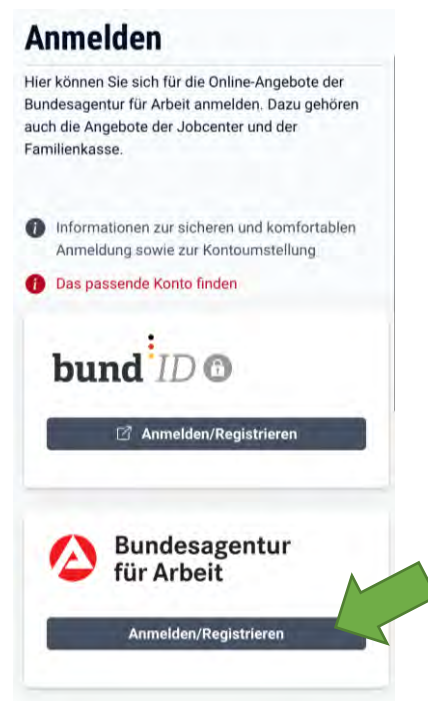 Anmelden
Hier können Sie sich für die Online-Angebote der
Bundesagentur für Arbeit anmelden. Dazu gehören
auch die Angebote der Jobcenter und der
Familienkasse.
Informationen zur sicheren und komfortablen
Anmeldung sowie zur Kontoumstellung
Das passende Konto finden
bund ID
Anmelden/Registrieren
Bundesagentur
für Arbeit
Anmelden/Registrieren